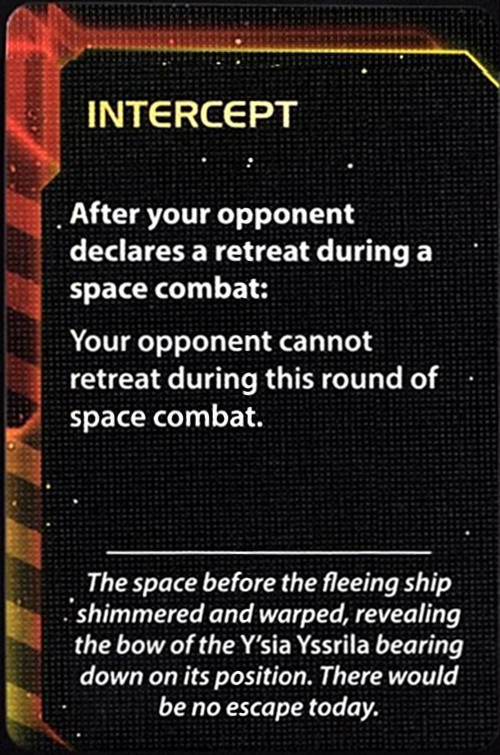 INTERCEPT
After your opponent
declares a retreat during a
space combat:
Your opponent cannot
retreat during this round of
space combat.
The space before the fleeing ship
shimmered and warped, revealing
the bow of the Y'sia Yssrila bearing
down on its position. There would
be no escape today.